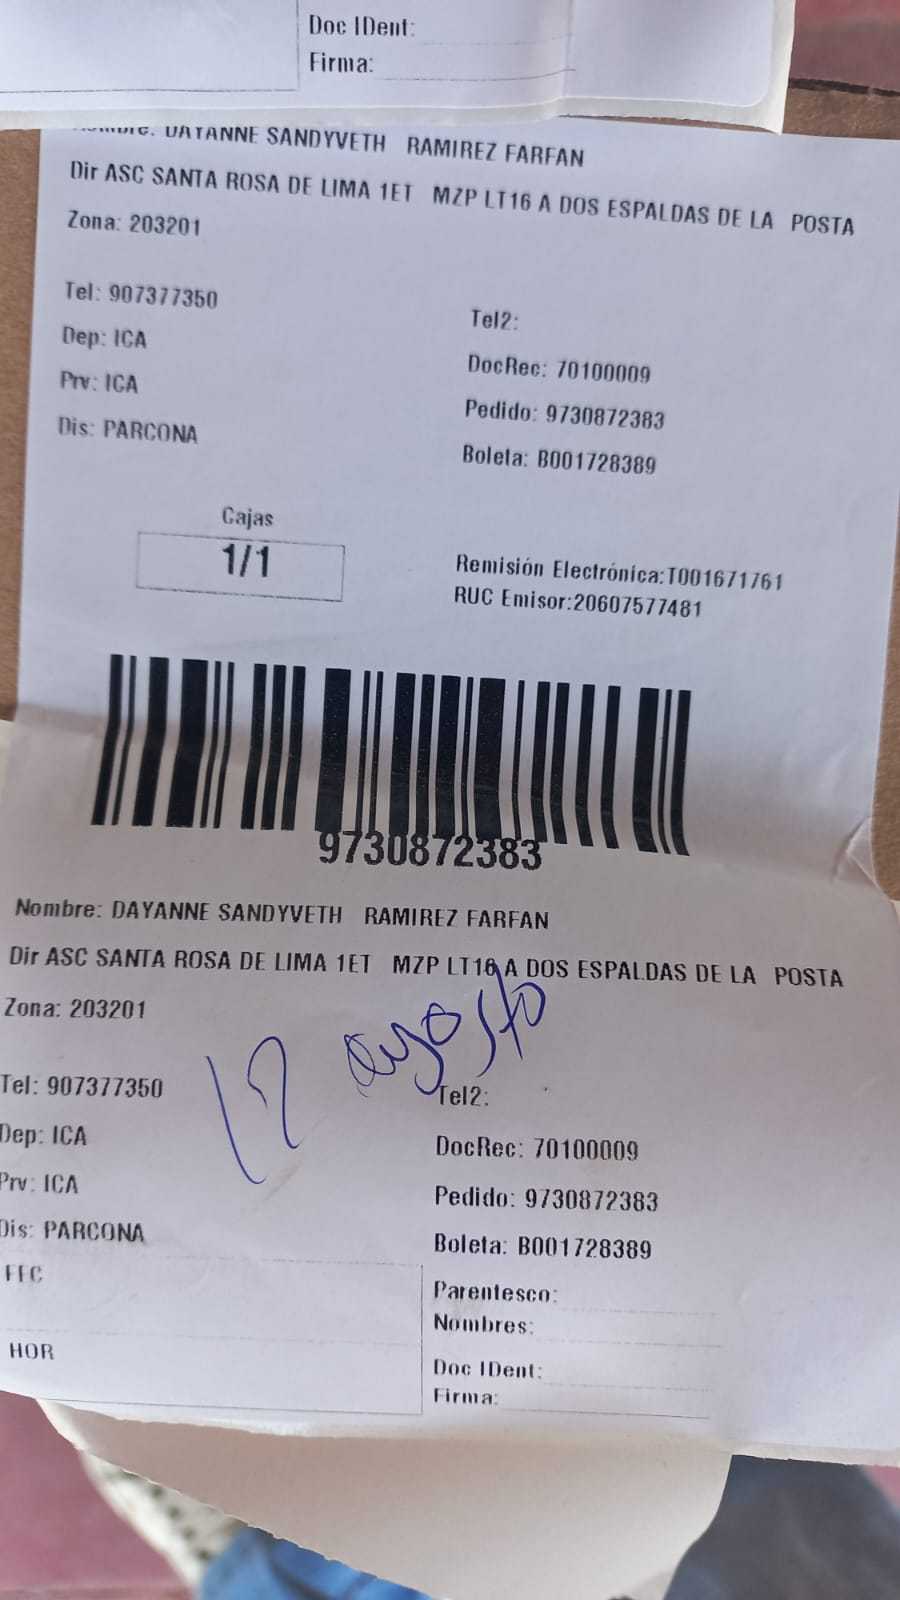 Doc IDent:
Firma:
Nombre: DAYANNE SANDYVETH RAMIREZ FARFAN
Dir ASC SANTA ROSA DE LIMA 1ET MZP LT16 A DOS ESPALDAS DE LA POSTA
Zona: 203201
Tel: 907377350
Tel2:
Dep: ICA
DocRec: 70100009
Prv: ICA
Pedido: 9730872383
Dis: PARCONA
Boleta: B001728389
Cajas
1/1
Remisión Electrónica:T001671761
RUC Emisor:20607577481
9730872383
Nombre: DAYANNE SANDYVETH RAMIREZ FARFAN
Dir ASC SANTA ROSA DE LIMA 1ET MZP LT16 A DOS ESPALDAS DE LA POSTA
Zona: 203201
agosto
Tel: 907377350
Tel2:
Dep: ICA
DocRec: 70100009
Prv: ICA
Pedido: 9730872383
Dis: PARCONA
Boleta: B001728389
FEC
Parentesco:
Nombres:
HOR
Doc IDent:
Firma: